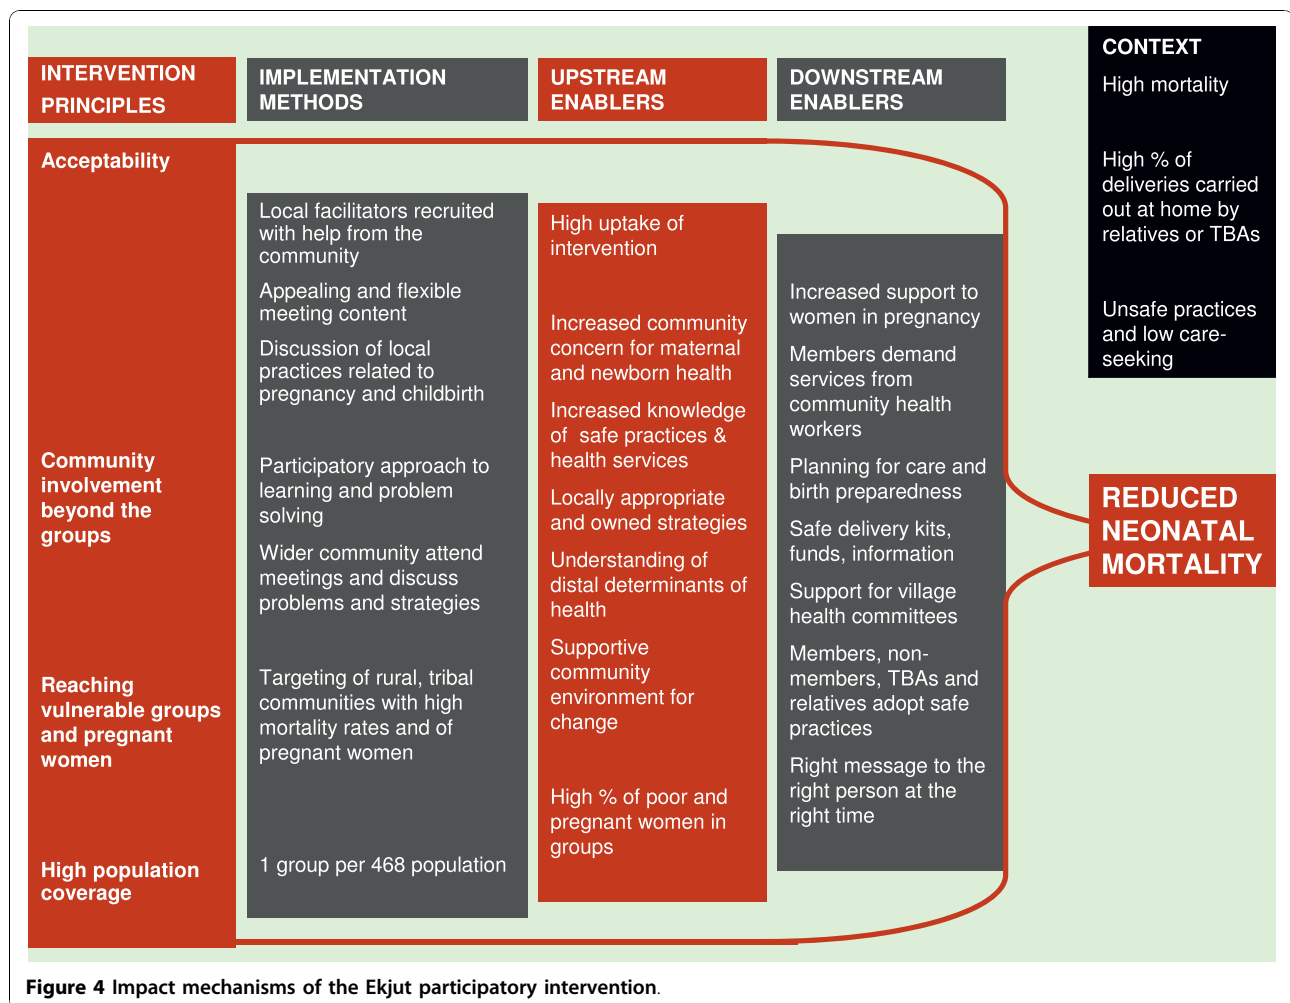 INTERVENTION
PRINCIPLES
Acceptability
Community
involvement
beyond the
groups
Reaching
vulnerable groups
and pregnant
women
High population
coverage
IMPLEMENTATION
METHODS
Local facilitators recruited
with help from the
community
Appealing and flexible
meeting content
Discussion of local
practices related to
pregnancy and childbirth
Participatory approach to
learning and problem
solving
Wider community attend
meetings and discuss
problems and strategies
Targeting of rural, tribal
communities with high
mortality rates and of
pregnant women
1 group per 468 population
UPSTREAM
ENABLERS
High uptake of
intervention
Increased community
concern for maternal
and newborn health
Increased knowledge
of safe practices &
health services
Locally appropriate
and owned strategies
Understanding of
distal determinants of
health
Supportive
community
environment for
change
High % of poor and
pregnant women in
groups
DOWNSTREAM
ENABLERS
Increased support to
women in pregnancy
Members demand
services from
community health
workers
Planning for care and
birth preparedness
Safe delivery kits,
funds, information
Support for village
health committees
Members, non-
members, TBAs and
relatives adopt safe
practices
Right message to the
right person at the
right time
CONTEXT
High mortality
High % of
deliveries carried
out at home by
relatives or TBAs
Unsafe practices
and low care-
seeking
REDUCED
NEONATAL
MORTALITY
Figure 4 Impact mechanisms of the Ekjut participatory intervention.